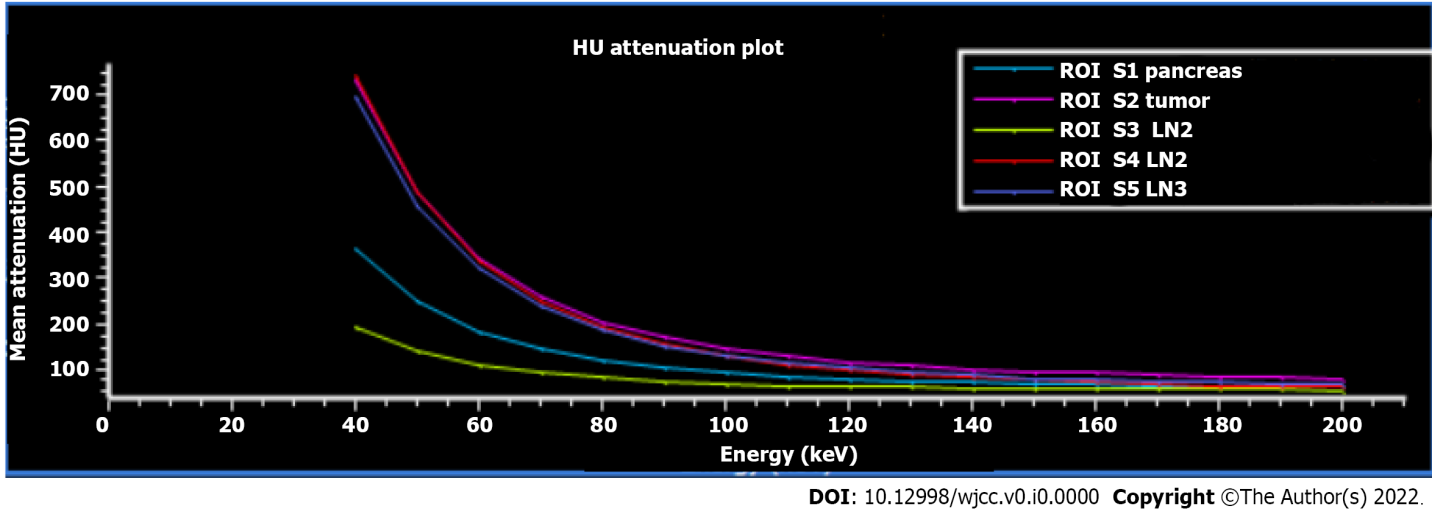 HU attenuation plot
ROI S1 pancreas
ROI S2 tumor
ROI S3 LN2
ROI S4 LN2
ROI S5 LN3
Mean attenuation (HU)
700
600
500
400
300
200
100
0 20 40 60 80 100 120 140 160 180 200
Energy (keV)
DOI: 10.12998/wjcc.v0.i0.0000 Copyright ©The Author(s) 2022.